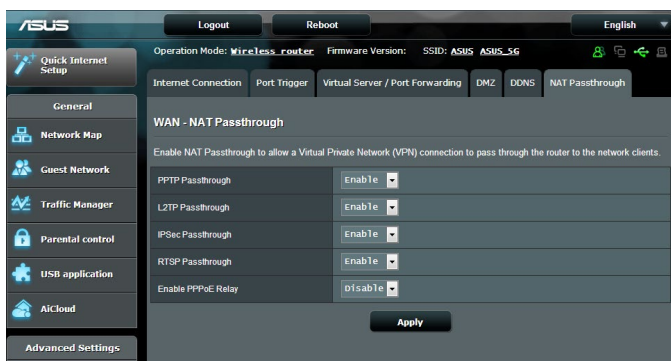 ASUS
Logout
Reboot
English
Quick Internet
Setup
Operation Mode: Wireless router Firmware Version: SSID: ASUS ASUS_5G
Internet Connection
Port Trigger
Virtual Server / Port Forwarding
DMZ
DDNS
NAT Passthrough
General
Network Map
Guest Network
Traffic Manager
Parental control
USB application
AiCloud
Advanced Settings
WAN - NAT Passthrough
Enable NAT Passthrough to allow a Virtual Private Network (VPN) connection to pass through the router to the network clients.
PPTP Passthrough Enable
L2TP Passthrough Enable
IPSec Passthrough Enable
RTSP Passthrough Enable
Enable PPPoE Relay Disable
Apply